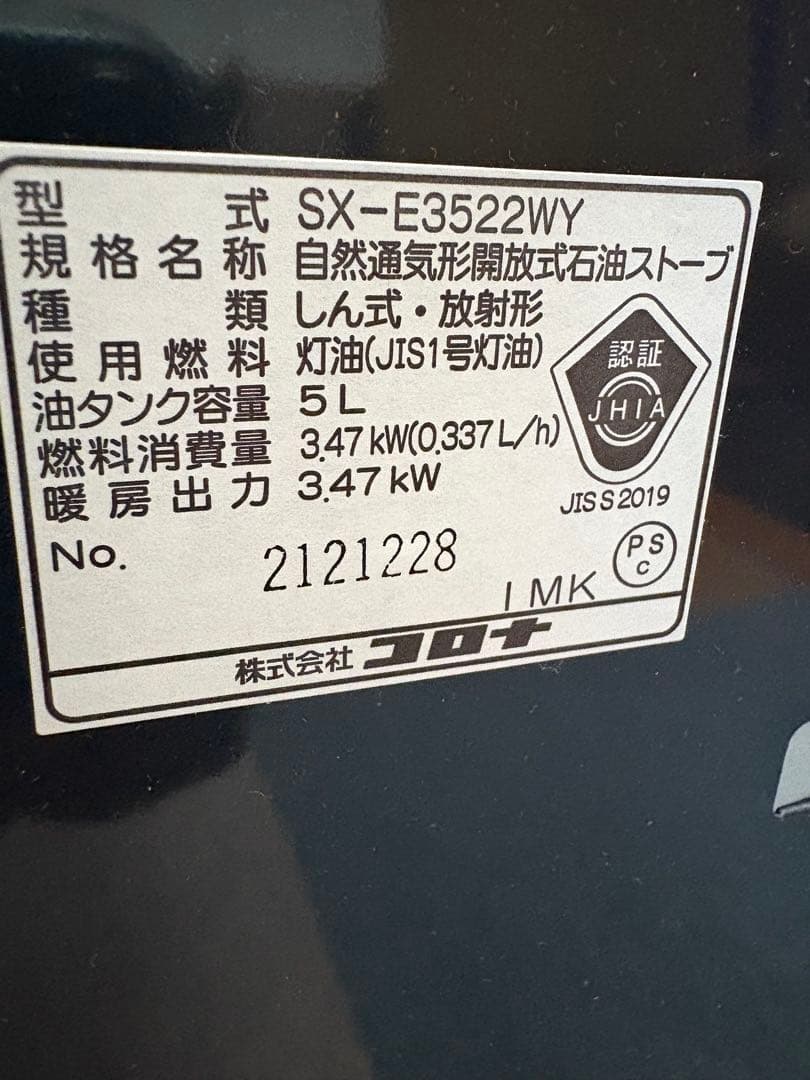 型式 SX-E3522WY
規格名称 自然通気形開放式石油ストーブ
種類 しん式・放射形
使用燃料 灯油(JIS1号灯油)
油タンク容量 5L
燃料消費量 3.47kW(0.337L/h)
暖房出力 3.47kW
認証
JHIA
JIS S 2019
No. 2121228
PS
C
IMK
株式会社 コロナ